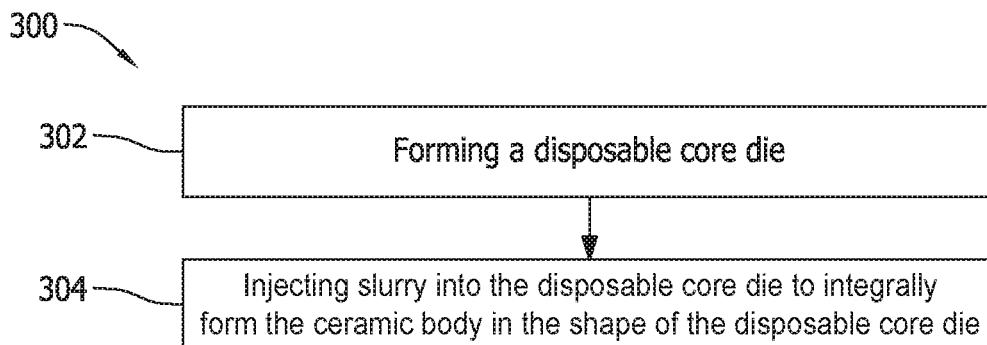 300
302
Forming a disposable core die
304
Injecting slurry into the disposable core die to integrally
form the ceramic body in the shape of the disposable core die